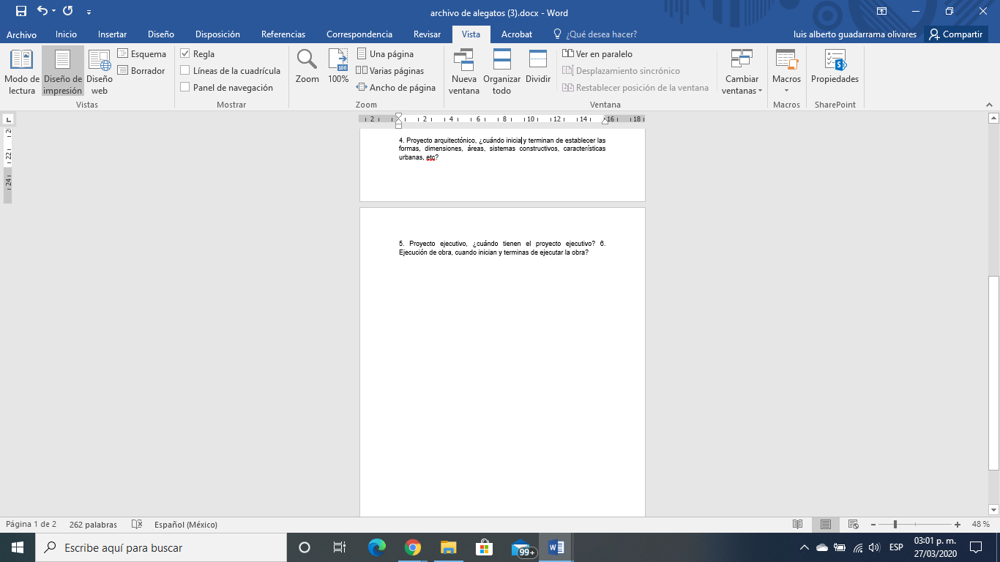 archivo de alegatos (3).docx - Word
Archivo Inicio Insertar Diseño Disposición Referencias Correspondencia Revisar Vista Acrobat ¿Qué desea hacer? luis alberto guadarrama olivares Compartir
Modo de lectura
Diseño de impresión
Diseño web
Esquema
Borrador
Vistas
Regla
Líneas de la cuadrícula
Panel de navegación
Mostrar
Zoom
100
100%
Una página
Varias páginas
Ancho de página
Zoom
Nueva ventana
Organizar todo
Dividir
Ver en paralelo
Desplazamiento sincrónico
Restablecer posición de la ventana
Cambiar ventanas
Ventana
Macros
Macros
Propiedades
SharePoint
2 2 4 6 8 10 12 14 16 18
22
24
4. Proyecto arquitectónico, ¿cuándo inicia y terminan de establecer las
formas, dimensiones, áreas, sistemas constructivos, características
urbanas, etc?
5. Proyecto ejecutivo, ¿cuándo tienen el proyecto ejecutivo? 6.
Ejecución de obra, cuando inician y terminas de ejecutar la obra?
Página 1 de 2 262 palabras Español (México) 48 %
Escribe aquí para buscar
99+
ESP
03:01 p. m.
27/03/2020